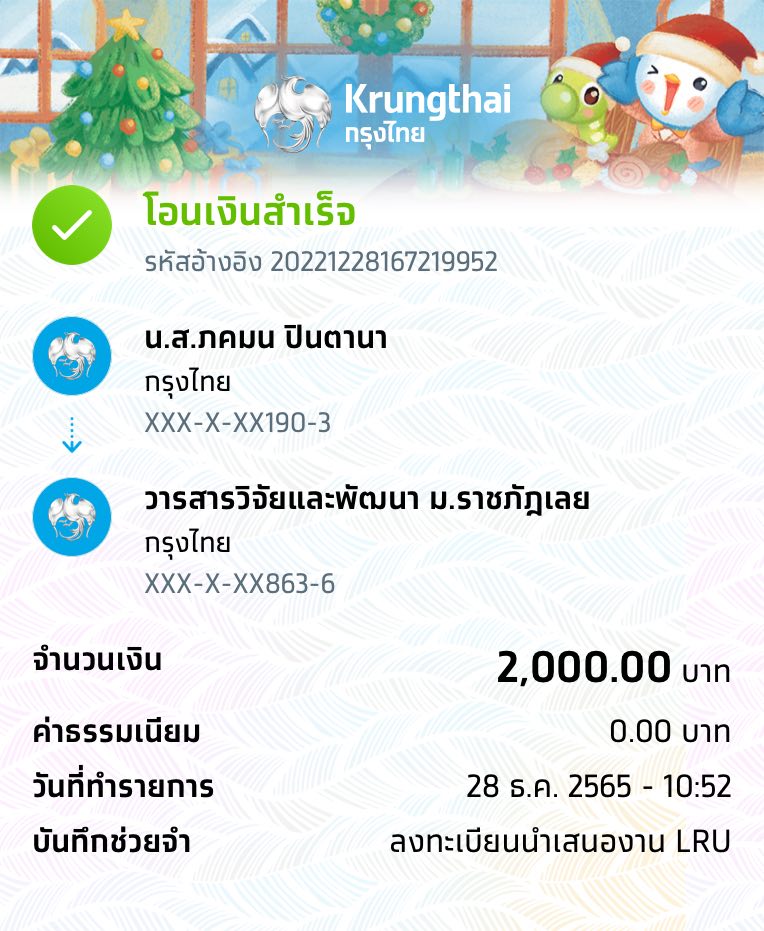 Krungthai
กรุงไทย
โอนเงินสำเร็จ
รหัสอ้างอิง 20221228167219952
น.ส.ภคมน ปินตานา
กรุงไทย
XXX-X-XX190-3
วารสารวิจัยและพัฒนา ม.ราชภัฎเลย
กรุงไทย
XXX-X-XX863-6
จำนวนเงิน 2,000.00 บาท
ค่าธรรมเนียม 0.00 บาท
วันที่ทำรายการ 28 ธ.ค. 2565 - 10:52
บันทึกช่วยจำ ลงทะเบียนนำเสนองาน LRU